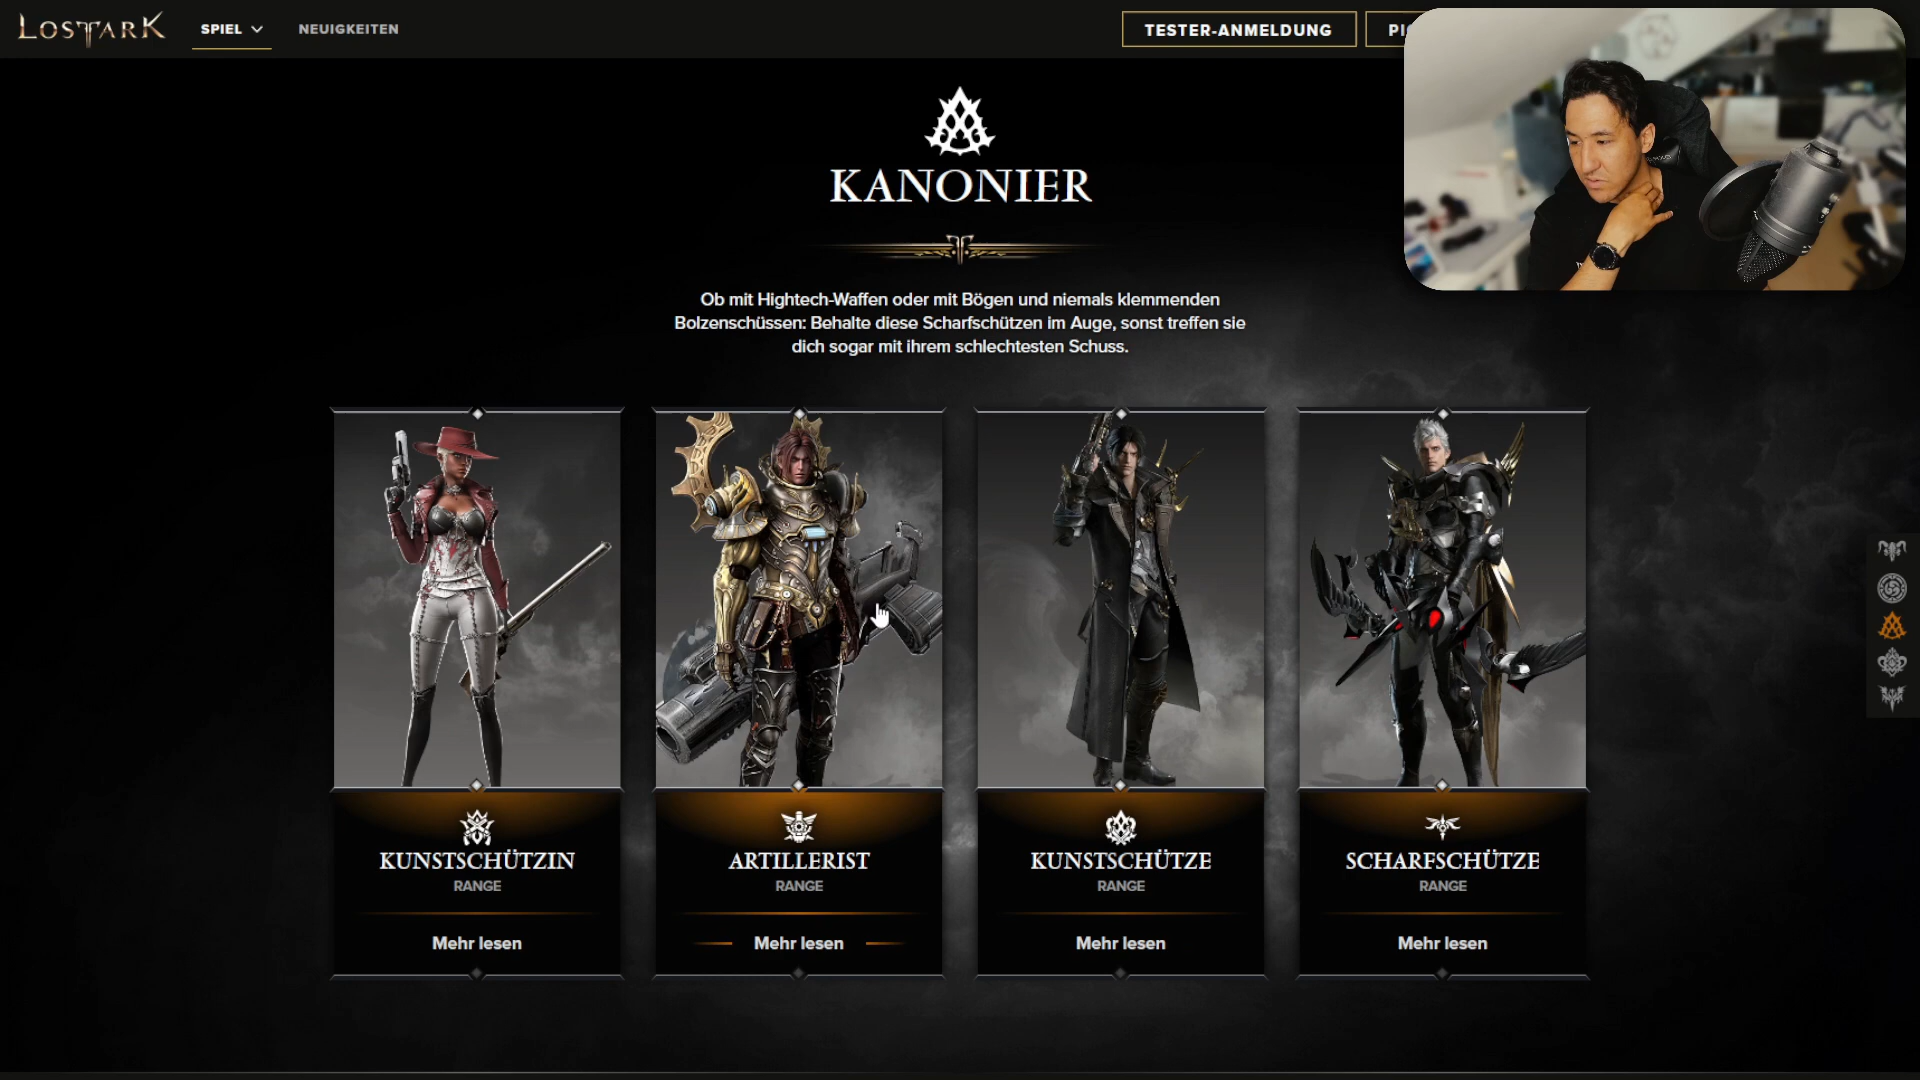 LOST ARK
SPIEL
NEUIGKEITEN
TESTER-ANMELDUNG
KANONIER
Ob mit Hightech-Waffen oder mit Bögen und niemals klemmenden
Bolzenschüssen: Behalte diese Scharfschützen im Auge, sonst treffen sie
dich sogar mit ihrem schlechtesten Schuss.
KUNSTSCHÜTZIN
RANGE
Mehr lesen
ARTILLERIST
RANGE
Mehr lesen
KUNSTSCHÜTZE
RANGE
Mehr lesen
SCHARFSCHÜTZE
RANGE
Mehr lesen